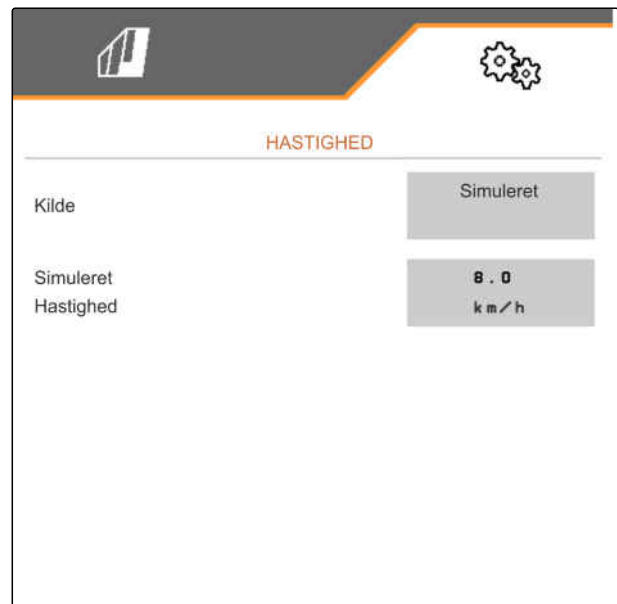 HASTIGHED
Kilde
Simuleret
Simuleret
Hastighed
8.0
km/h